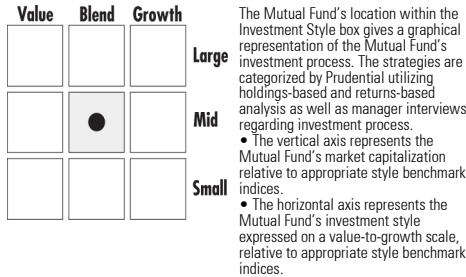 Value Blend Growth
Large
Mid
Small
The Mutual Fund's location within the
Investment Style box gives a graphical
representation of the Mutual Fund's
investment process. The strategies are
categorized by Prudential utilizing
holdings-based and returns-based
analysis as well as manager interviews
regarding investment process.
• The vertical axis represents the
Mutual Fund's market capitalization
relative to appropriate style benchmark
indices.
• The horizontal axis represents the
Mutual Fund's investment style
expressed on a value-to-growth scale,
relative to appropriate style benchmark
indices.